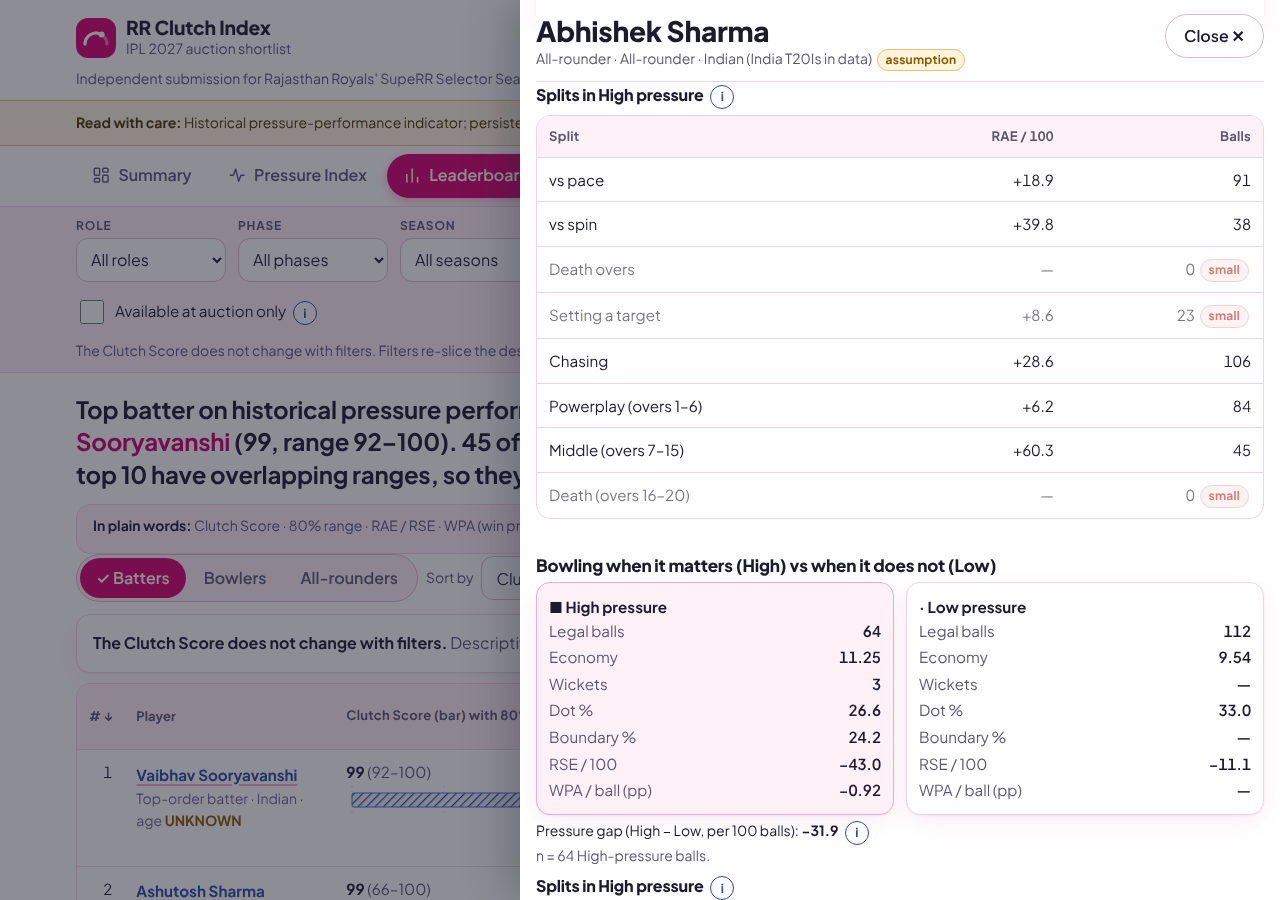 RR Clutch Index
IPL 2027 auction shortlist
Independent submission for Rajasthan Royals' SupeRR Selector Sea
Read with care: Historical pressure-performance indicator; persiste
Summary
Pressure Index
Leaderboar
ROLE
PHASE
SEASON
All roles
All phases
All seasons
Available at auction only i
The Clutch Score does not change with filters. Filters re-slice the des
Top batter on historical pressure perfor
Sooryavanshi (99, range 92–100). 45 of
top 10 have overlapping ranges, so they
In plain words: Clutch Score · 80% range · RAE / RSE · WPA (win pr
✓ Batters
Bowlers
All-rounders
Sort by
Clu
The Clutch Score does not change with filters. Descripti
# ↓ Player Clutch Score (bar) with 80
1 Vaibhav Sooryavanshi 99 (92–100)
Top-order batter · Indian ·
age UNKNOWN
2 Ashutosh Sharma 99 (66–100)
Abhishek Sharma
All-rounder · All-rounder · Indian (India T20Is in data) assumption
Close ✕
Splits in High pressure i
Split RAE / 100 Balls
vs pace +18.9 91
vs spin +39.8 38
Death overs — 0 small
Setting a target +8.6 23 small
Chasing +28.6 106
Powerplay (overs 1–6) +6.2 84
Middle (overs 7–15) +60.3 45
Death (overs 16–20) — 0 small
Bowling when it matters (High) vs when it does not (Low)
■ High pressure
Legal balls 64
Economy 11.25
Wickets 3
Dot % 26.6
Boundary % 24.2
RSE / 100 −43.0
WPA / ball (pp) −0.92
· Low pressure
Legal balls 112
Economy 9.54
Wickets —
Dot % 33.0
Boundary % —
RSE / 100 −11.1
WPA / ball (pp) —
Pressure gap (High − Low, per 100 balls): −31.9 i
n = 64 High-pressure balls.
Splits in High pressure i